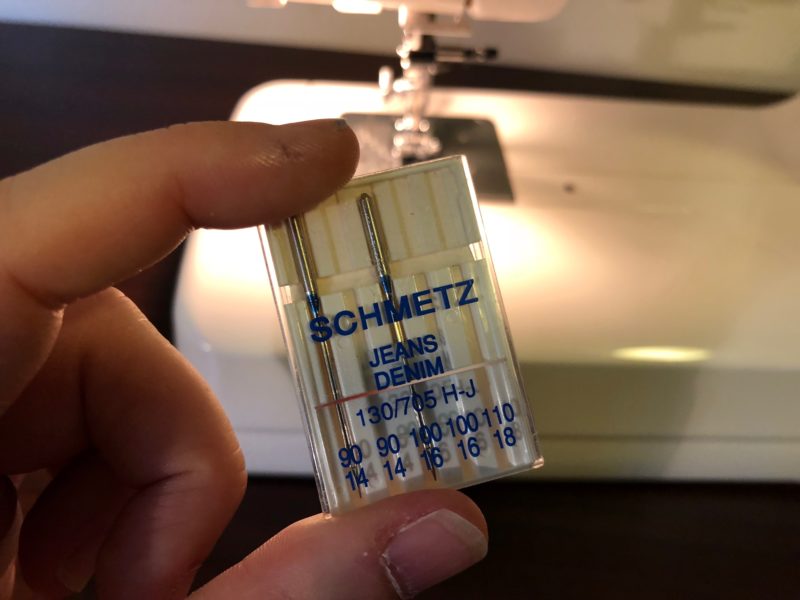 SCHMETZ
JEANS
DENIM
130/705 H-J
90 90 100 100 110
14 14 16 16 18